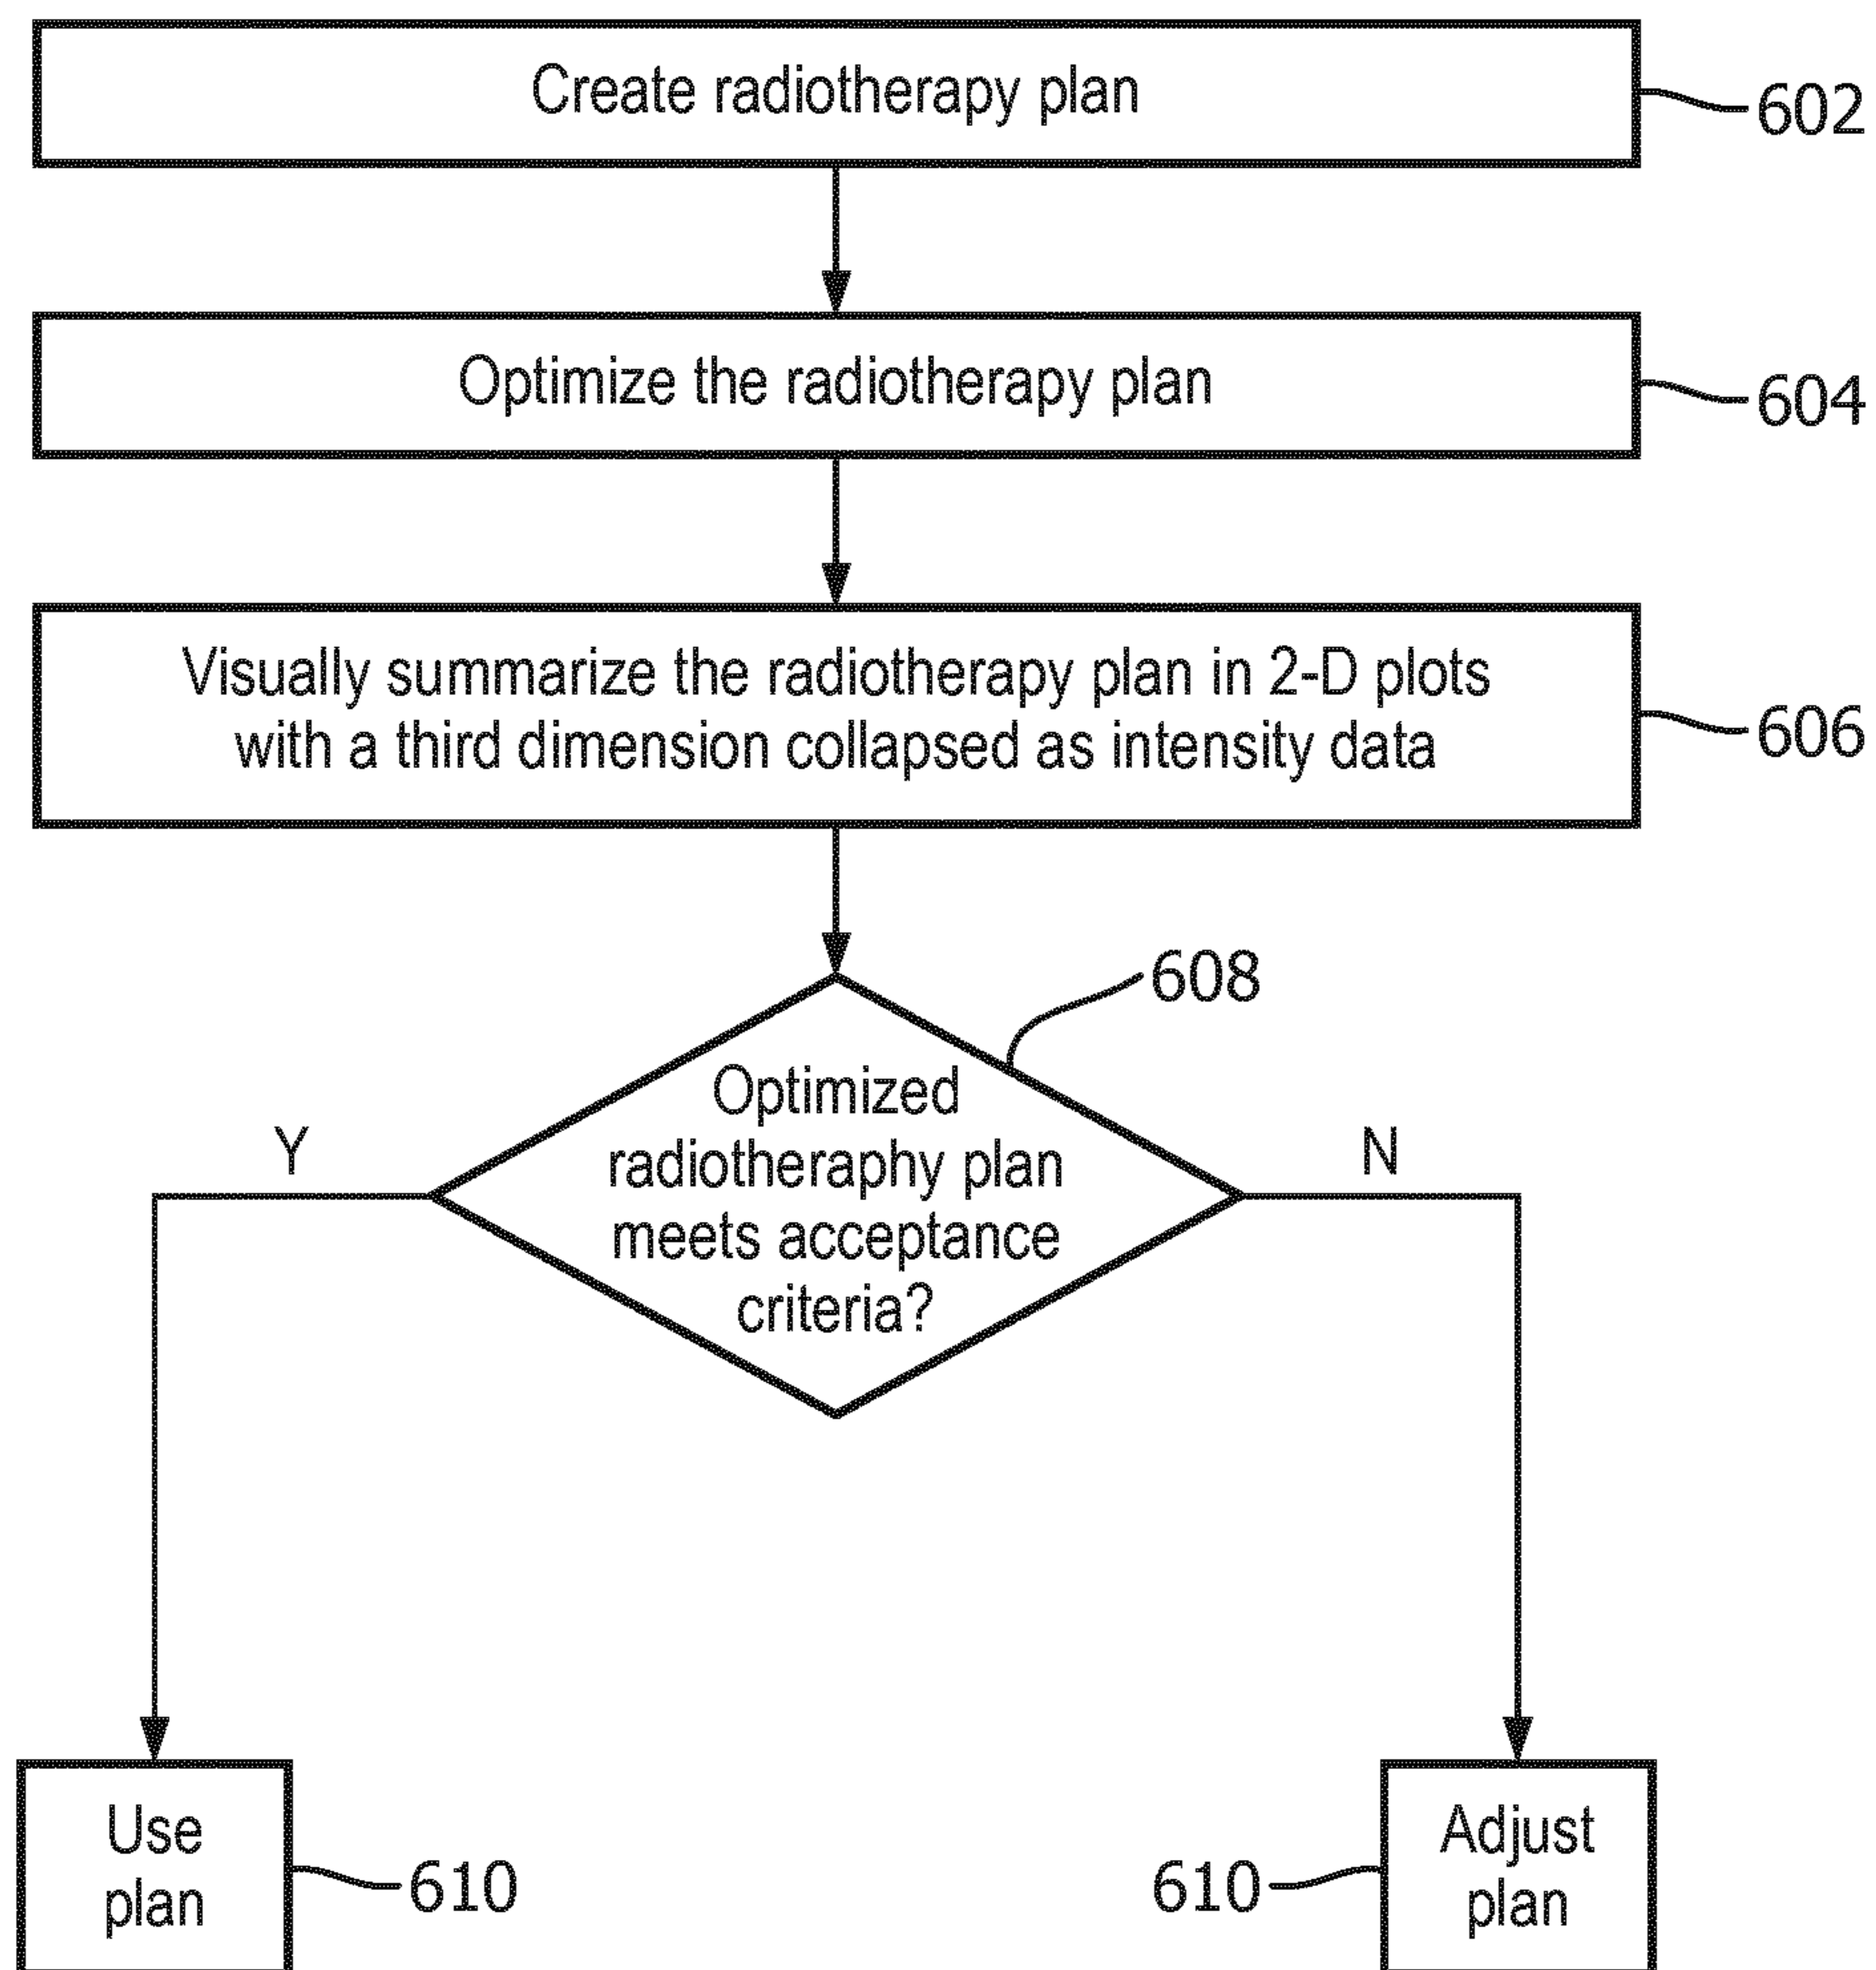 Create radiotherapy plan
602
Optimize the radiotherapy plan
604
Visually summarize the radiotherapy plan in 2-D plots
with a third dimension collapsed as intensity data
606
608
Optimized
radiotheraphy plan
meets acceptance
criteria?
Y
N
Use
plan
610
610
Adjust
plan